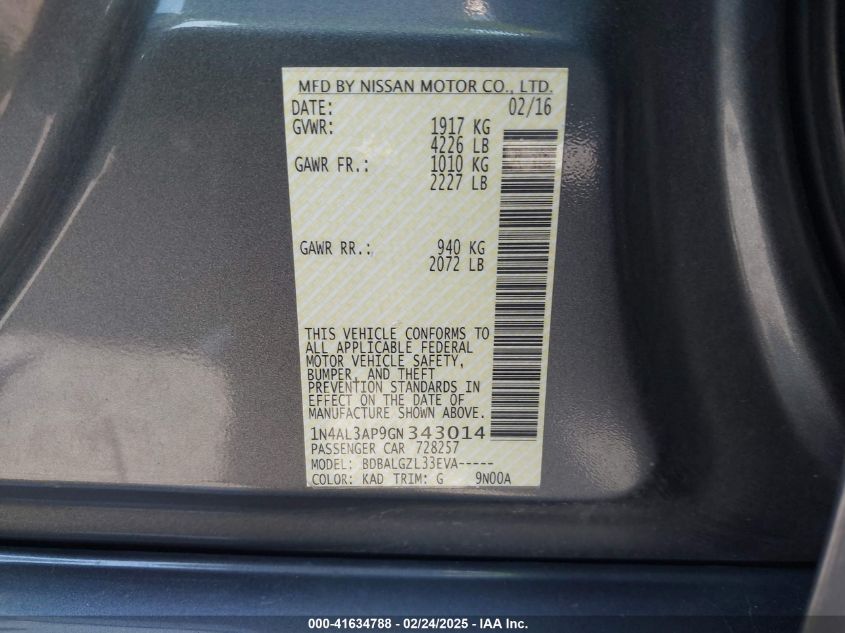 MFD BY NISSAN MOTOR CO., LTD.
DATE: 02/16
GVWR: 1917 KG
4226 LB
GAWR FR.: 1010 KG
2227 LB
GAWR RR.: 940 KG
2072 LB
THIS VEHICLE CONFORMS TO
ALL APPLICABLE FEDERAL
MOTOR VEHICLE SAFETY,
BUMPER, AND THEFT
PREVENTION STANDARDS IN
EFFECT ON THE DATE OF
MANUFACTURE SHOWN ABOVE.
1N4AL3AP9GN343014
PASSENGER CAR 728257
MODEL: BDBALGZL33EVA-----
COLOR: KAD TRIM: G 9N00A
000-41634788 - 02/24/2025 - IAA Inc.